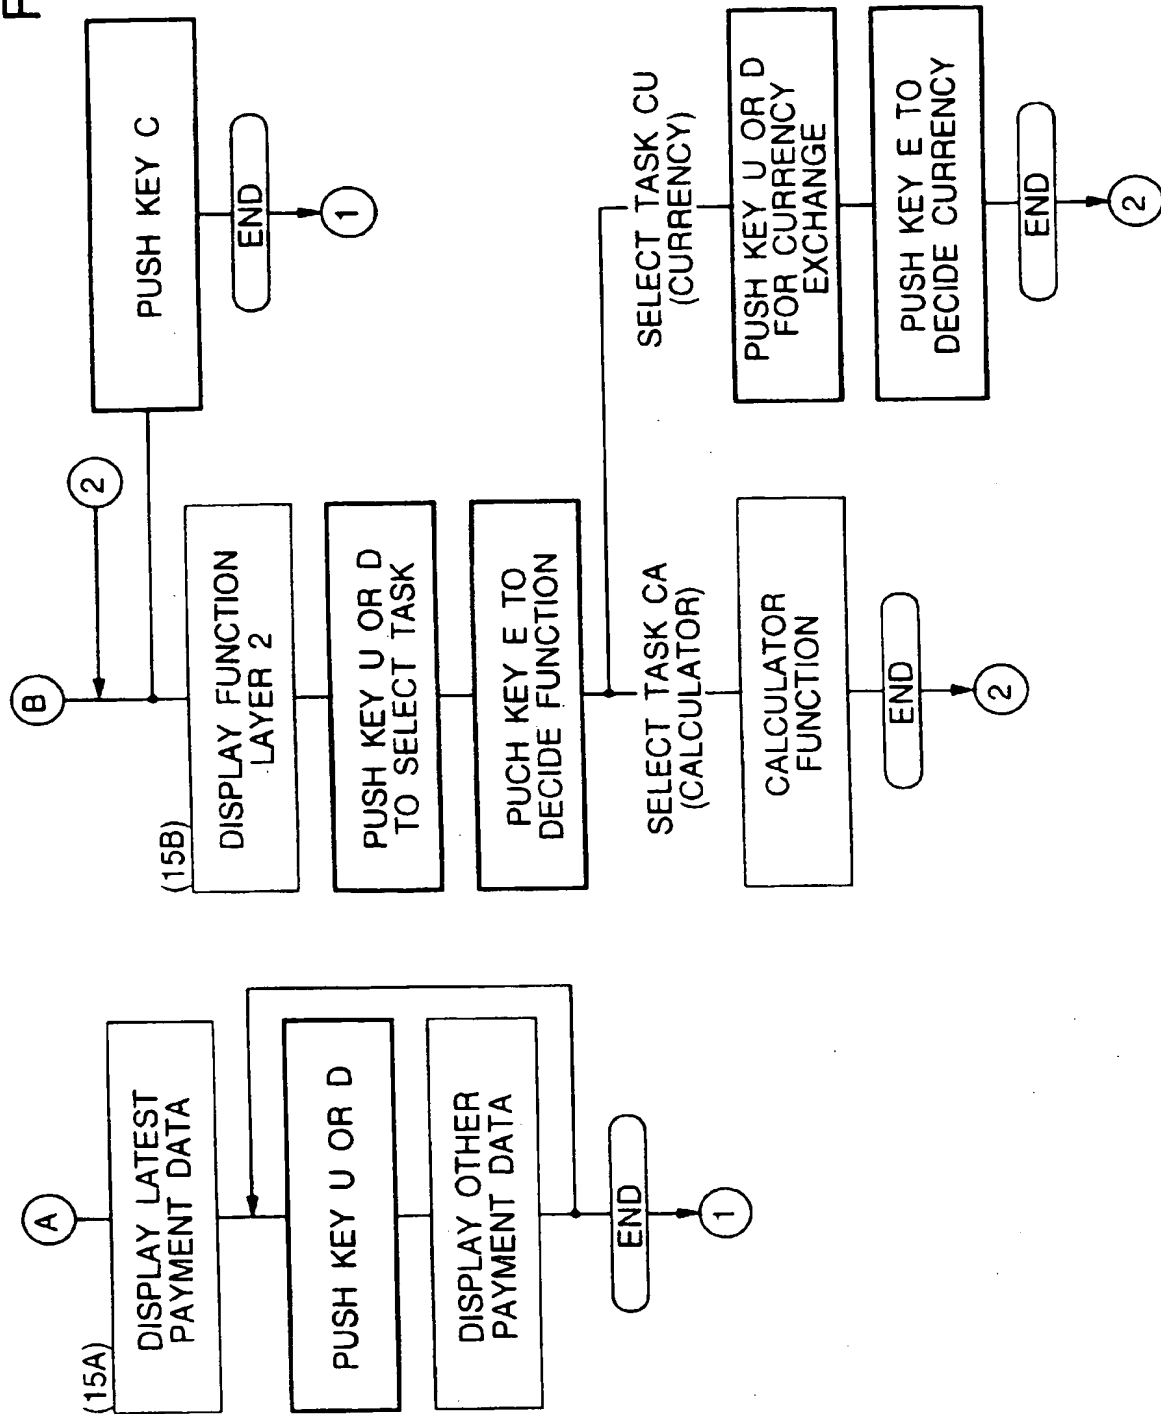 F
A
(15A)
DISPLAY LATEST
PAYMENT DATA
PUSH KEY U OR D
DISPLAY OTHER
PAYMENT DATA
END
1
B
2
(15B)
DISPLAY FUNCTION
LAYER 2
PUSH KEY U OR D
TO SELECT TASK
PUCH KEY E TO
DECIDE FUNCTION
SELECT TASK CA
(CALCULATOR)
CALCULATOR
FUNCTION
END
2
PUSH KEY C
END
1
SELECT TASK CU
(CURRENCY)
PUSH KEY U OR D
FOR CURRENCY
EXCHANGE
PUSH KEY E TO
DECIDE CURRENCY
END
2